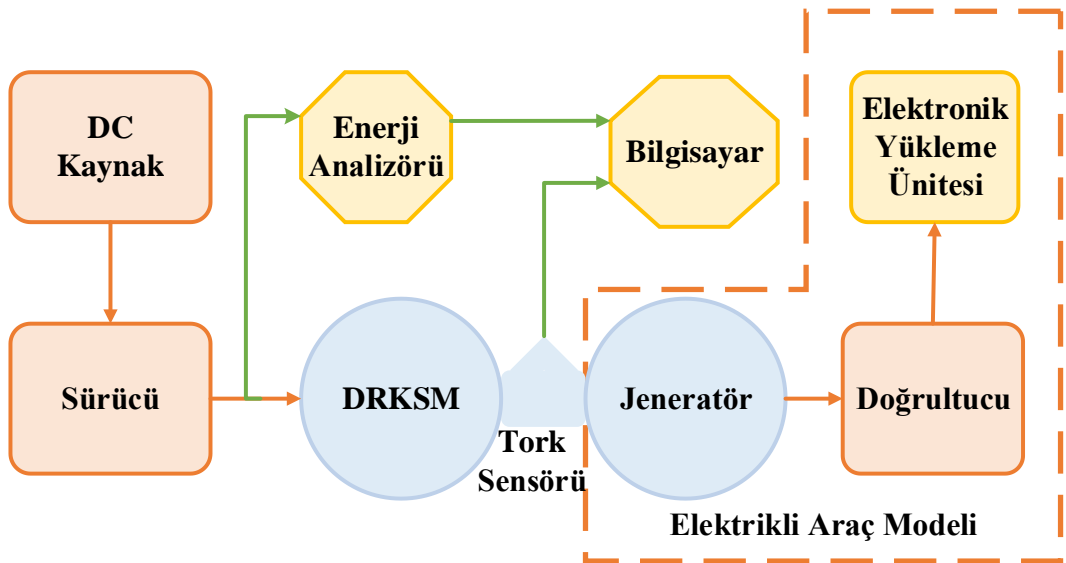 DC
Kaynak
Enerji
Analizörü
Bilgisayar
Elektronik
Yükleme
Ünitesi
Sürücü
DRKSM
Tork
Sensörü
Jeneratör
Doğrultucu
Elektrikli Araç Modeli